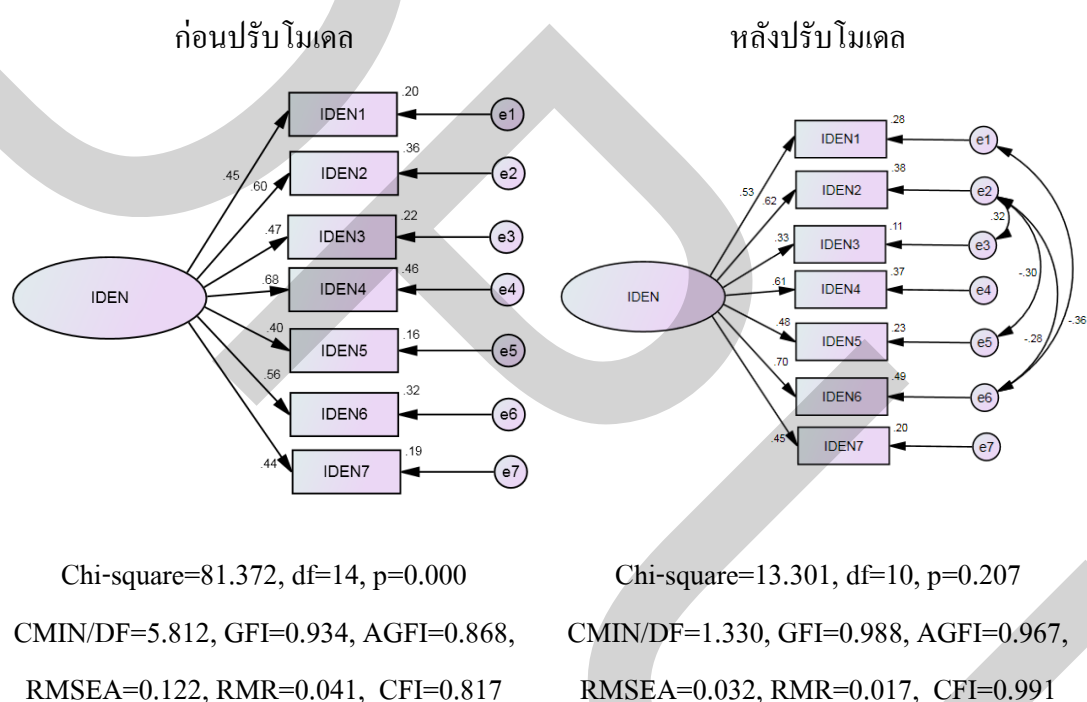 ก่อนปรับโมเดล
IDEN
.45
.60
.47
.68
.40
.56
.44
IDEN1
.20
e1
IDEN2
.36
e2
IDEN3
.22
e3
IDEN4
.46
e4
IDEN5
.16
e5
IDEN6
.32
e6
IDEN7
.19
e7
Chi-square=81.372, df=14, p=0.000
CMIN/DF=5.812, GFI=0.934, AGFI=0.868,
RMSEA=0.122, RMR=0.041, CFI=0.817
หลังปรับโมเดล
IDEN
.53
.62
.33
.61
.48
.70
.45
IDEN1
.28
e1
IDEN2
.38
e2
IDEN3
.11
e3
IDEN4
.37
e4
IDEN5
.23
e5
IDEN6
.49
e6
IDEN7
.20
e7
.32
-.30
-.28
-.36
Chi-square=13.301, df=10, p=0.207
CMIN/DF=1.330, GFI=0.988, AGFI=0.967,
RMSEA=0.032, RMR=0.017, CFI=0.991